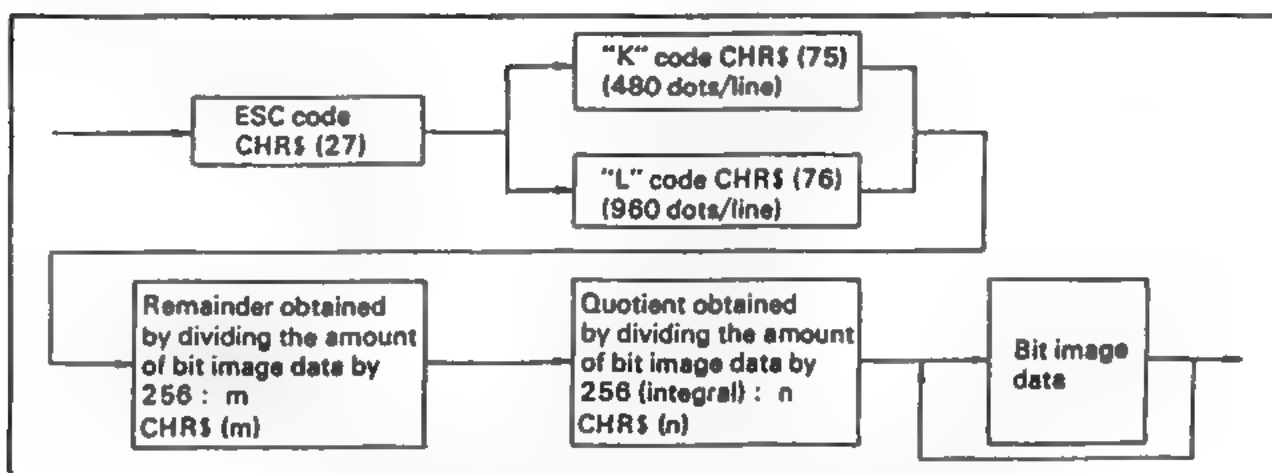 "K" code CHR$ (75)
(480 dots/line)
ESC code
CHR$ (27)
"L" code CHR$ (76)
(960 dots/line)
Remainder obtained
by dividing the amount
of bit image data by
256 : m
CHR$ (m)
Quotient obtained
by dividing the amount
of bit image data by
256 (integral) : n
CHR$ (n)
Bit image
data